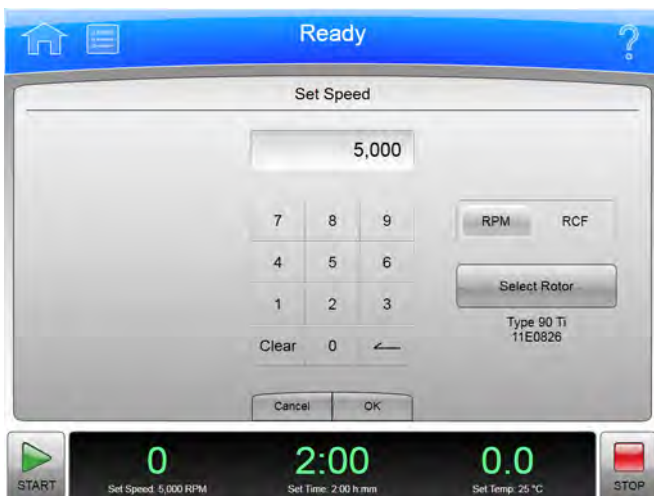 Ready
?
Set Speed
5,000
7 8 9
RPM RCF
4 5 6
Select Rotor
1 2 3
Type 90 Ti
11E0826
Clear 0
Cancel OK
0 2:00 0.0
START Set Speed: 5,000 RPM Set Time: 2:00 h:mm Set Temp: 25 °C STOP